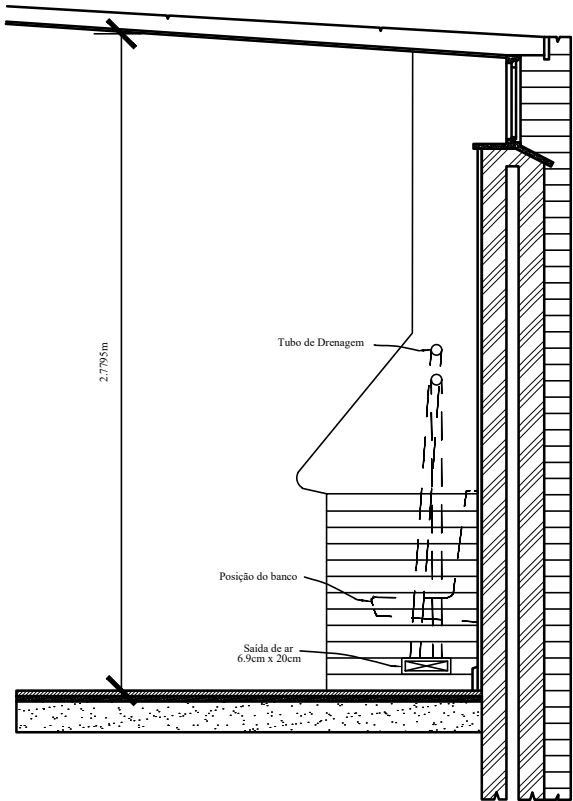 Tubo de Drenagem
2.7795m
Posição do banco
Saída de ar
6.9cm x 20cm